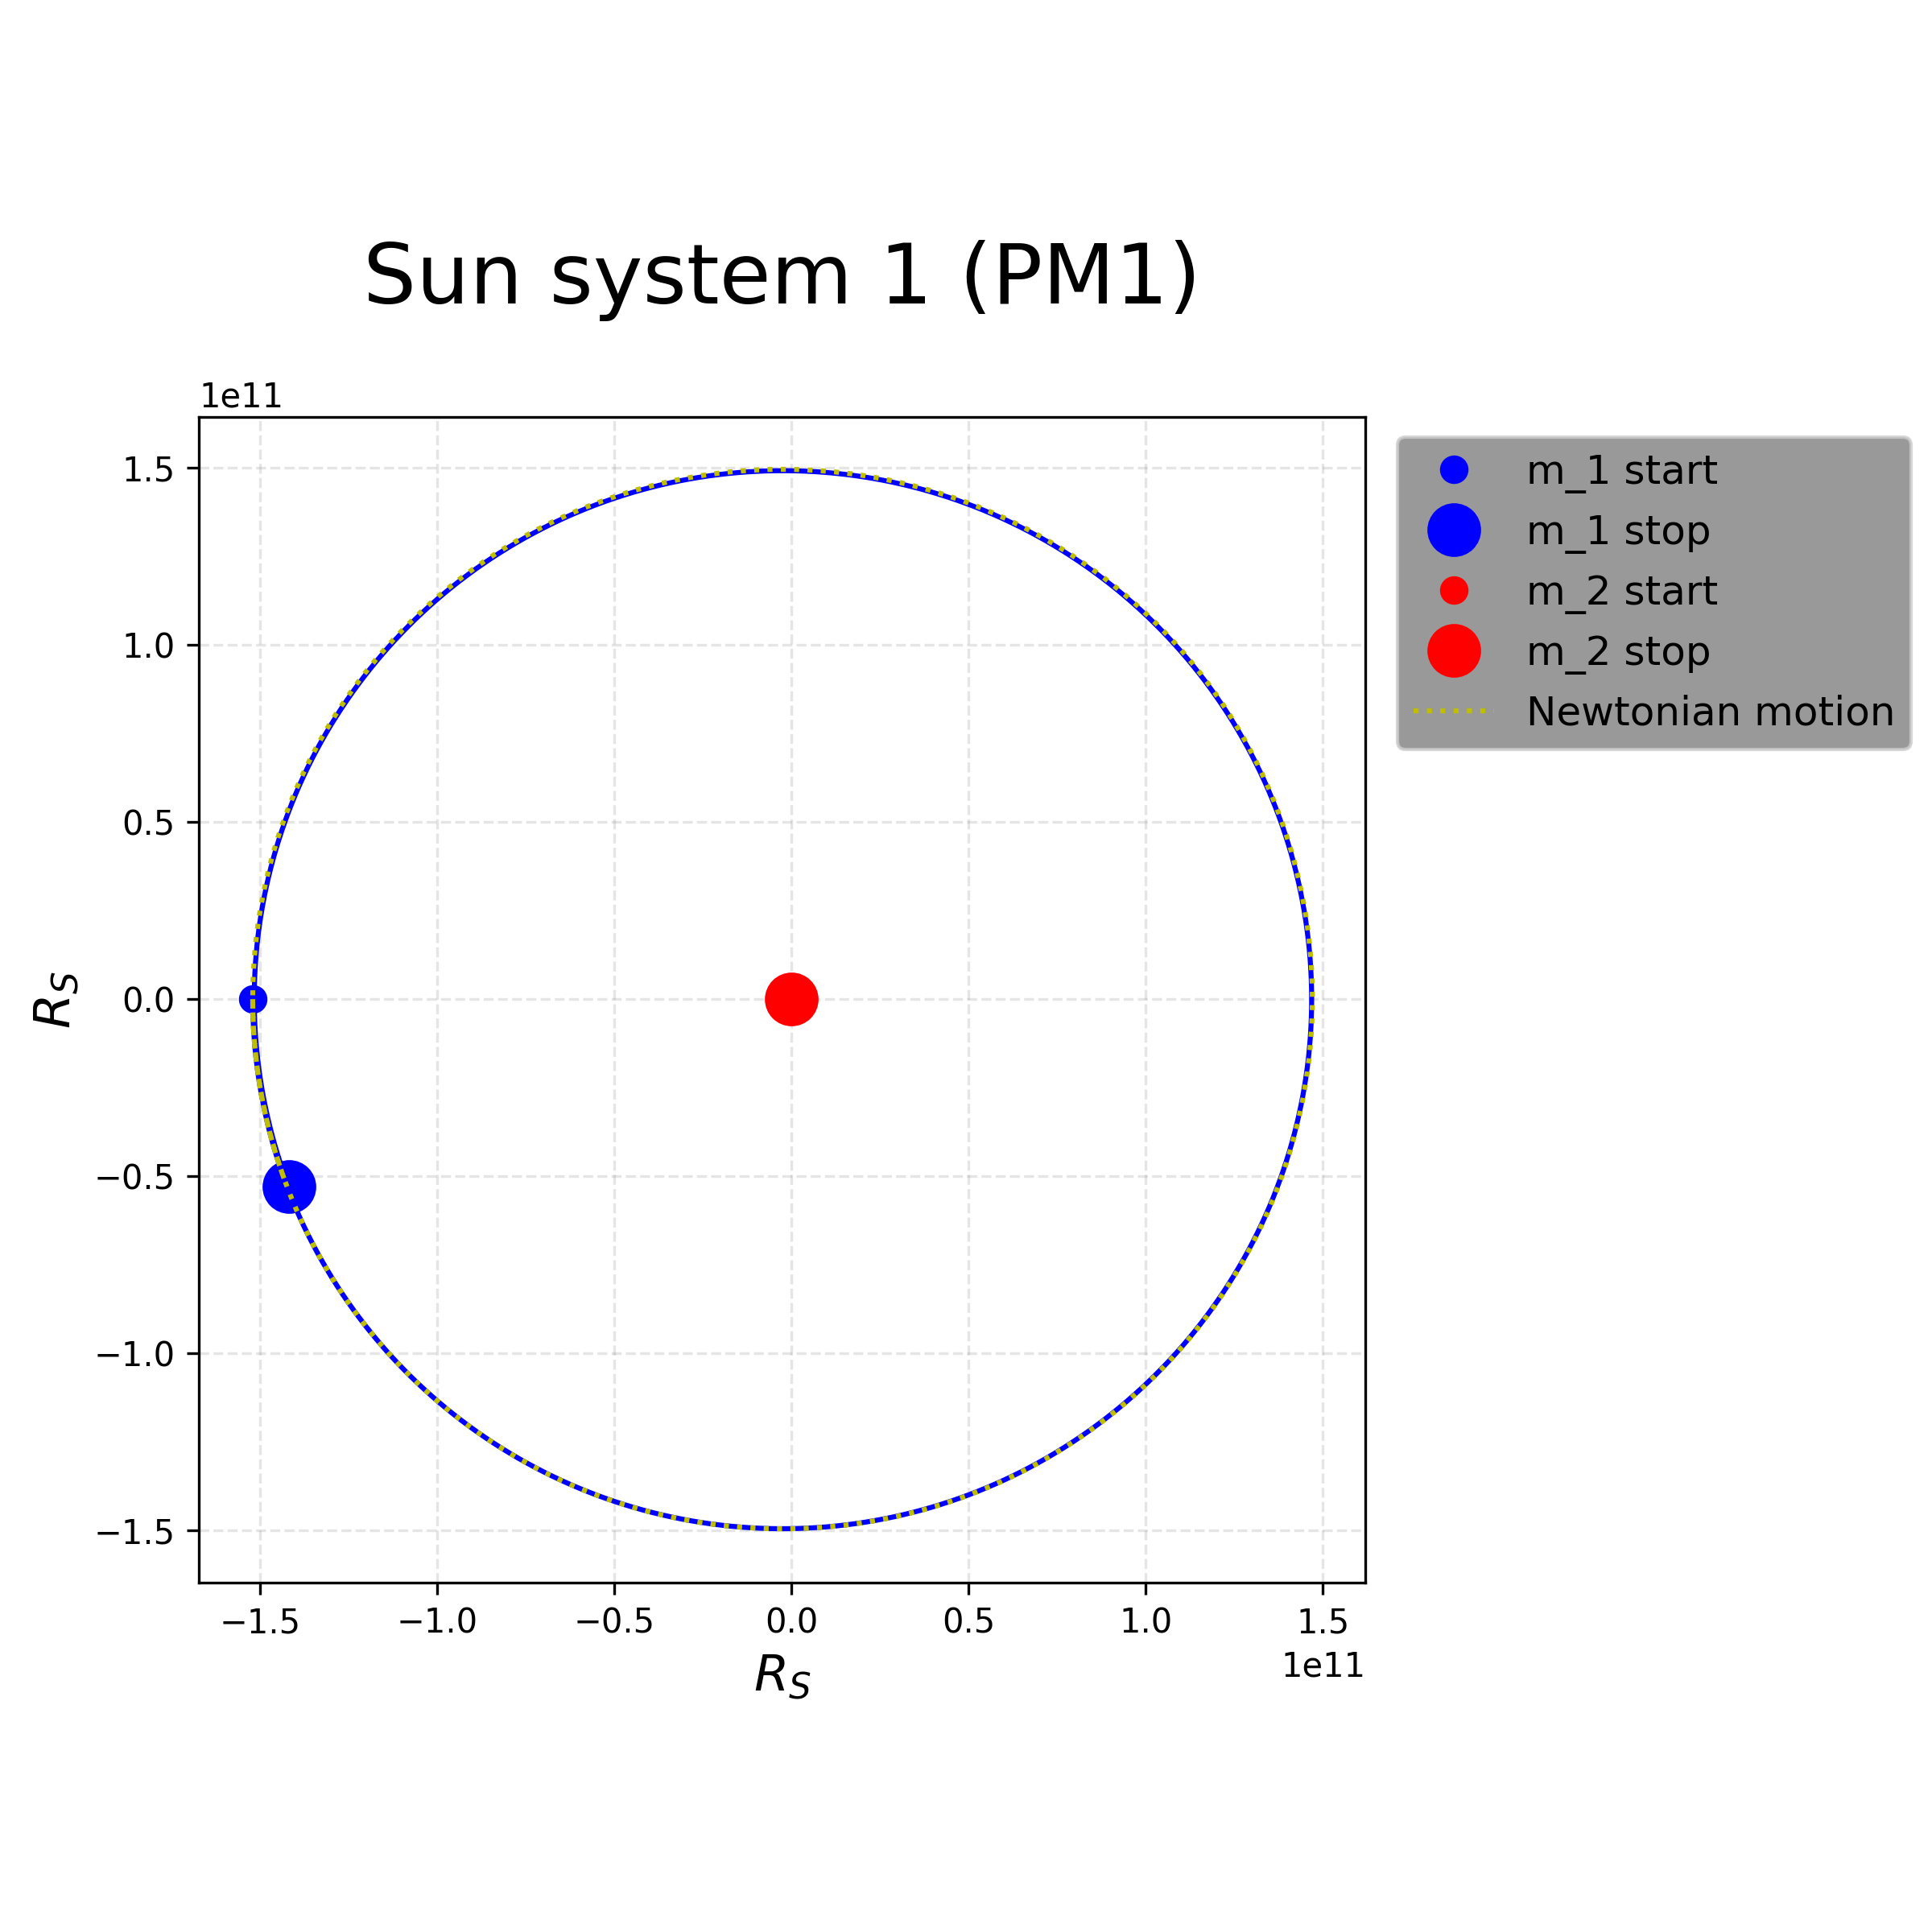 Sun system 1 (PM1)
1e11
1.5
1.0
0.5
0.0
−0.5
−1.0
−1.5
R_S
−1.5 −1.0 −0.5 0.0 0.5 1.0 1.5
1e11
R_S
m_1 start
m_1 stop
m_2 start
m_2 stop
Newtonian motion